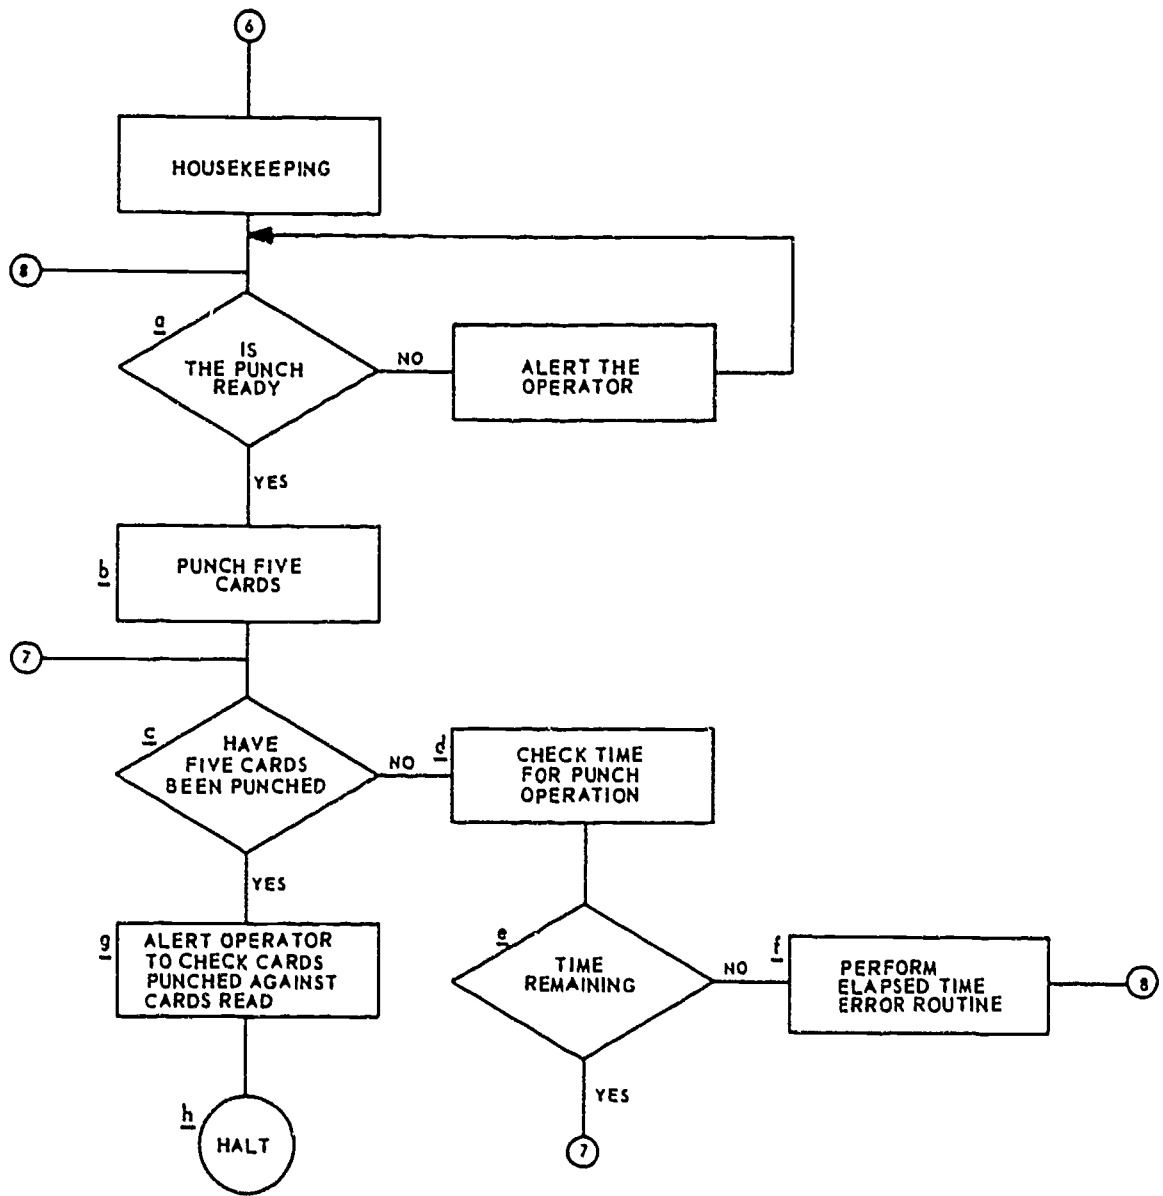 6
HOUSEKEEPING
8
a
IS
THE PUNCH
READY
NO
ALERT THE
OPERATOR
YES
b
PUNCH FIVE
CARDS
7
c
HAVE
FIVE CARDS
BEEN PUNCHED
NO
d
CHECK TIME
FOR PUNCH
OPERATION
YES
g
ALERT OPERATOR
TO CHECK CARDS
PUNCHED AGAINST
CARDS READ
e
TIME
REMAINING
NO
f
PERFORM
ELAPSED TIME
ERROR ROUTINE
8
YES
h
HALT
7